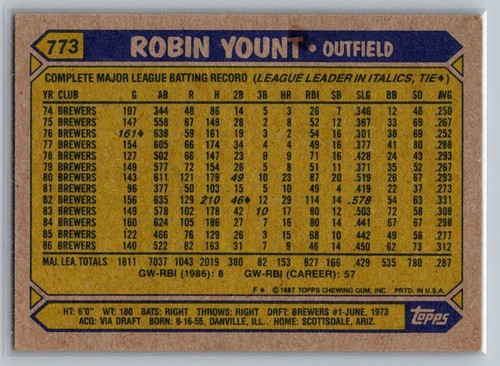 773 ROBIN YOUNT • OUTFIELD
COMPLETE MAJOR LEAGUE BATTING RECORD (LEAGUE LEADER IN ITALICS, TIE♦)
YR CLUB G AB R H 2B 3B HR RBI SB SLG BB SO AVG
74 BREWERS 107 344 48 86 14 5 3 26 7 .346 12 46 .250
75 BREWERS 147 558 67 149 28 2 8 52 12 .367 33 69 .267
76 BREWERS 161♦ 638 59 161 19 3 2 54 16 .301 38 69 .252
77 BREWERS 154 605 66 174 34 4 4 49 16 .377 41 80 .288
78 BREWERS 127 502 66 147 23 9 9 71 16 .428 24 43 .293
79 BREWERS 149 577 72 154 26 5 8 51 11 .371 35 52 .267
80 BREWERS 143 611 121 179 49 10 23 87 20 .519 26 67 .293
81 BREWERS 96 377 50 103 15 5 10 49 4 .419 22 37 .273
82 BREWERS 156 635 129 210 46♦ 12 29 114 14 .578 54 63 .331
83 BREWERS 149 578 102 178 42 10 17 80 12 .503 72 58 .308
84 BREWERS 160 624 105 186 27 7 16 80 14 .441 67 67 .298
85 BREWERS 122 466 76 129 26 3 15 68 10 .442 49 56 .277
86 BREWERS 140 522 82 163 31 7 9 46 14 .450 62 73 .312
MAJ. LEA. TOTALS 1811 7037 1043 2019 380 82 153 827 166 .429 535 780 .287
GW-RBI (1986): 8 GW-RBI (CAREER): 57
F* ©1987 TOPPS CHEWING GUM, INC. PRTD. IN U.S.A.
HT: 6'0" WT: 180 BATS: RIGHT THROWS: RIGHT DRFT: BREWERS #1-JUNE, 1973
ACQ: VIA DRAFT BORN: 9-16-55, DANVILLE, ILL. HOME: SCOTTSDALE, ARIZ.
topps